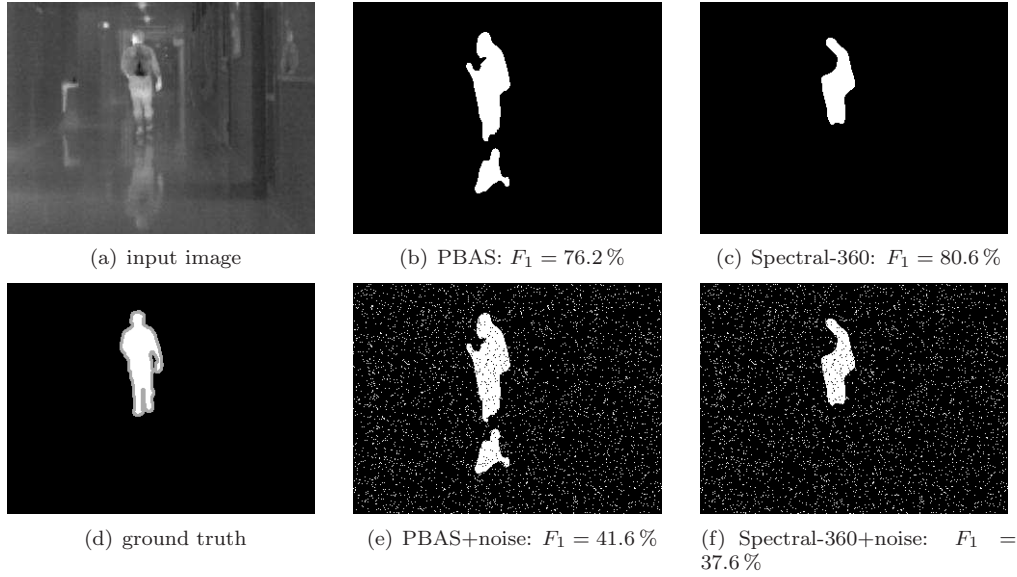 (a) input image
(b) PBAS: F₁ = 76.2 %
(c) Spectral-360: F₁ = 80.6 %
(d) ground truth
(e) PBAS+noise: F₁ = 41.6 %
(f) Spectral-360+noise: F₁ =
37.6 %